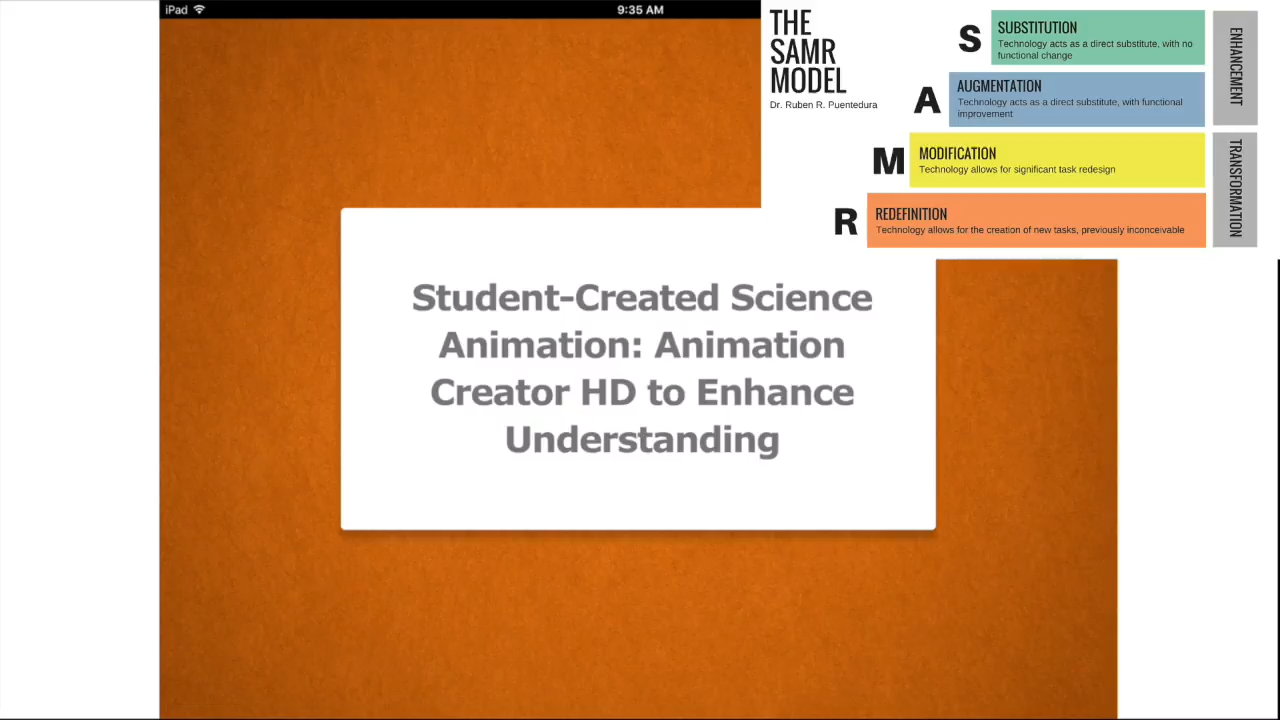 iPad
9:35 AM
THE
SAMR
MODEL
Dr. Ruben R. Puentedura
S
SUBSTITUTION
Technology acts as a direct substitute, with no
functional change
A
AUGMENTATION
Technology acts as a direct substitute, with functional
improvement
ENHANCEMENT
M
MODIFICATION
Technology allows for significant task redesign
R
REDEFINITION
Technology allows for the creation of new tasks, previously inconceivable
TRANSFORMATION
Student-Created Science
Animation: Animation
Creator HD to Enhance
Understanding